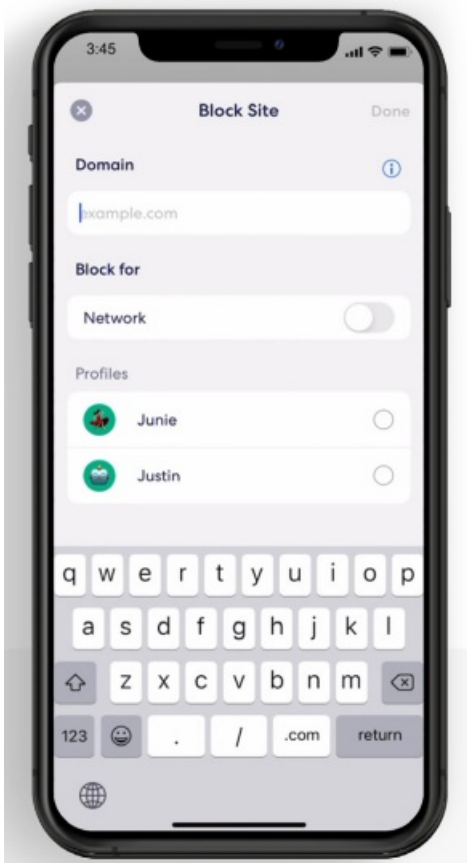 3:45
Block Site Done
Domain
example.com
Block for
Network
Profiles
Junie
Justin
q w e r t y u i o p
a s d f g h j k l
z x c v b n m
123 . / .com return